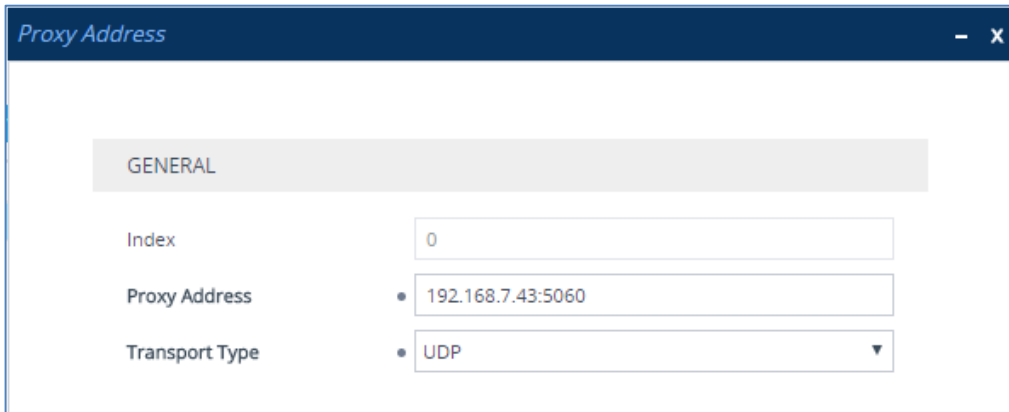 Proxy Address
GENERAL
Index 0
Proxy Address 192.168.7.43:5060
Transport Type UDP